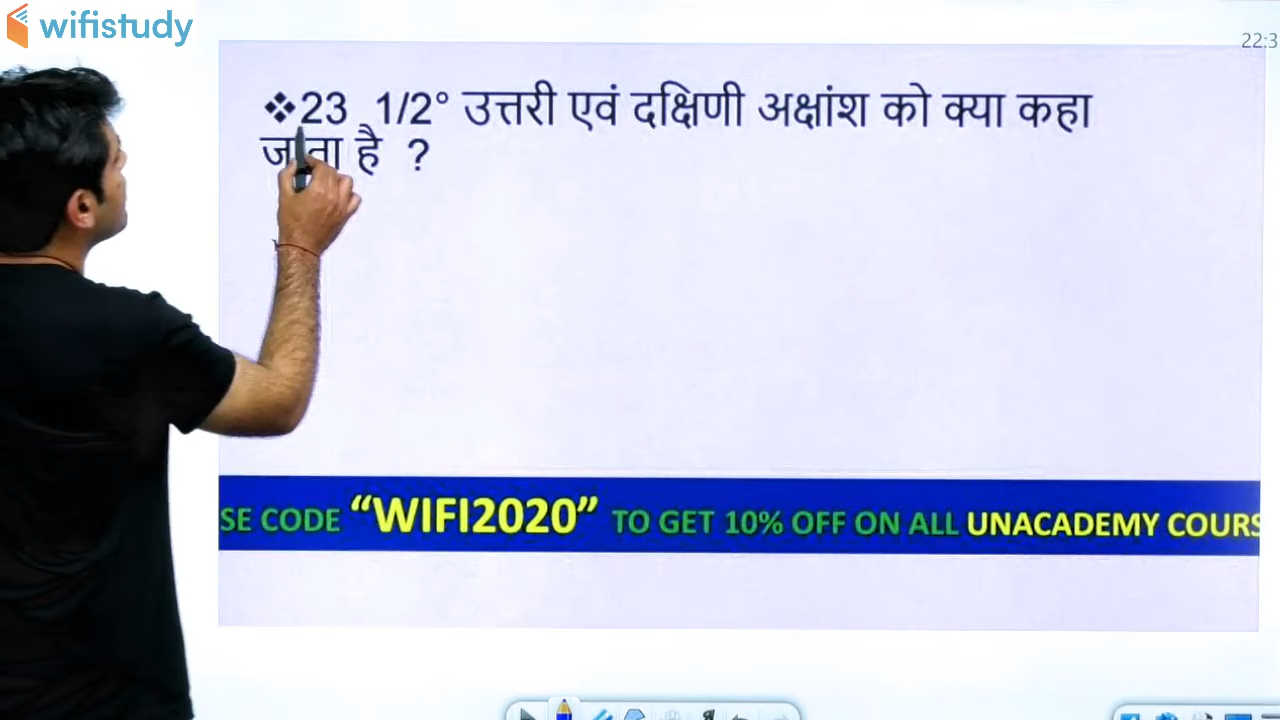 wifistudy
22:3
❖23 1/2° उत्तरी एवं दक्षिणी अक्षांश को क्या कहा
जाता है ?
SE CODE “WIFI2020” TO GET 10% OFF ON ALL UNACADEMY COURS